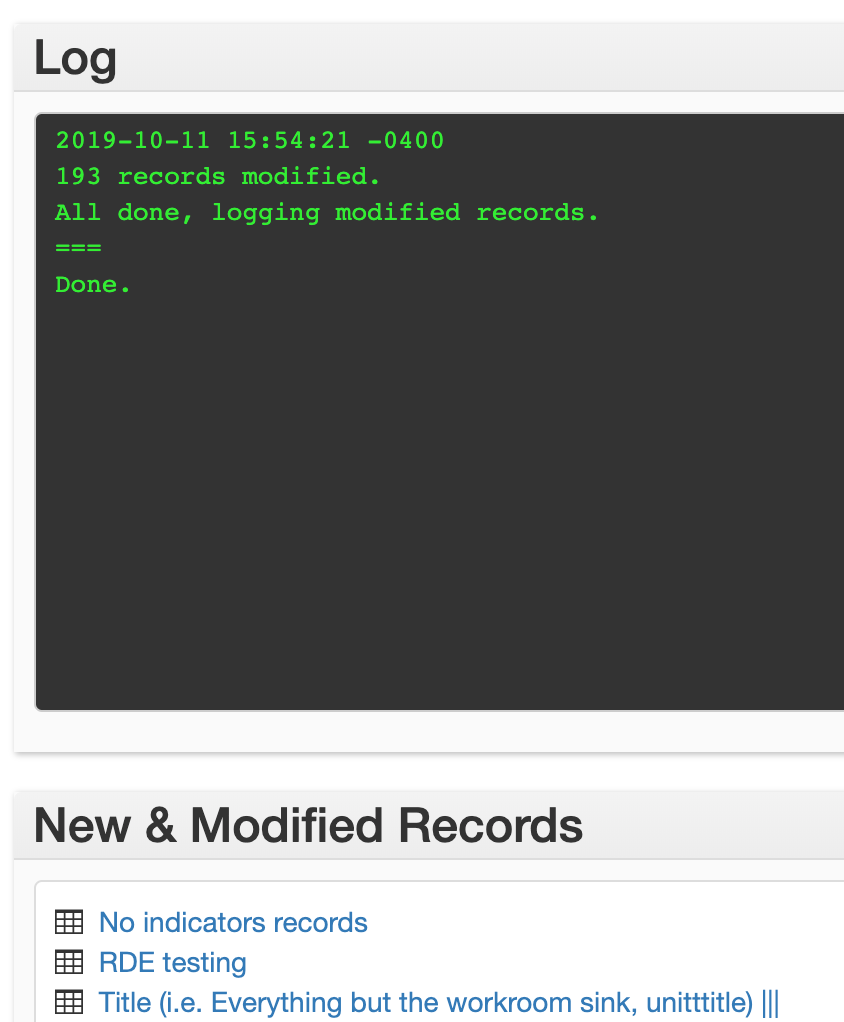 Log
2019-10-11 15:54:21 -0400
193 records modified.
All done, logging modified records.
===
Done.
New & Modified Records
No indicators records
RDE testing
Title (i.e. Everything but the workroom sink, unitttitle) |||